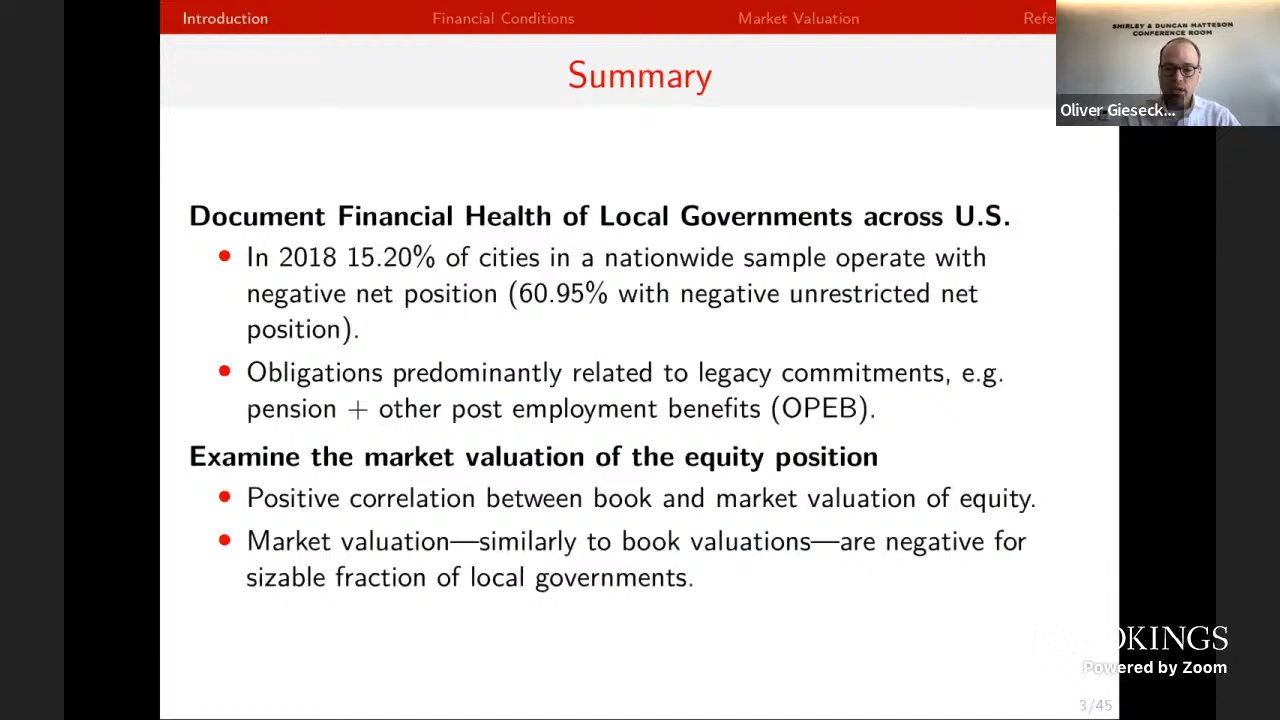 Introduction
Financial Conditions
Market Valuation
Refe
SHIRLEY & DUNCAN MATTESON
CONFERENCE ROOM
Oliver Gieseck...
Summary
Document Financial Health of Local Governments across U.S.
In 2018 15.20% of cities in a nationwide sample operate with
negative net position (60.95% with negative unrestricted net
position).
Obligations predominantly related to legacy commitments, e.g.
pension + other post employment benefits (OPEB).
Examine the market valuation of the equity position
Positive correlation between book and market valuation of equity.
Market valuation—similarly to book valuations—are negative for
sizable fraction of local governments.
OKINGS
Powered by Zoom
3/45